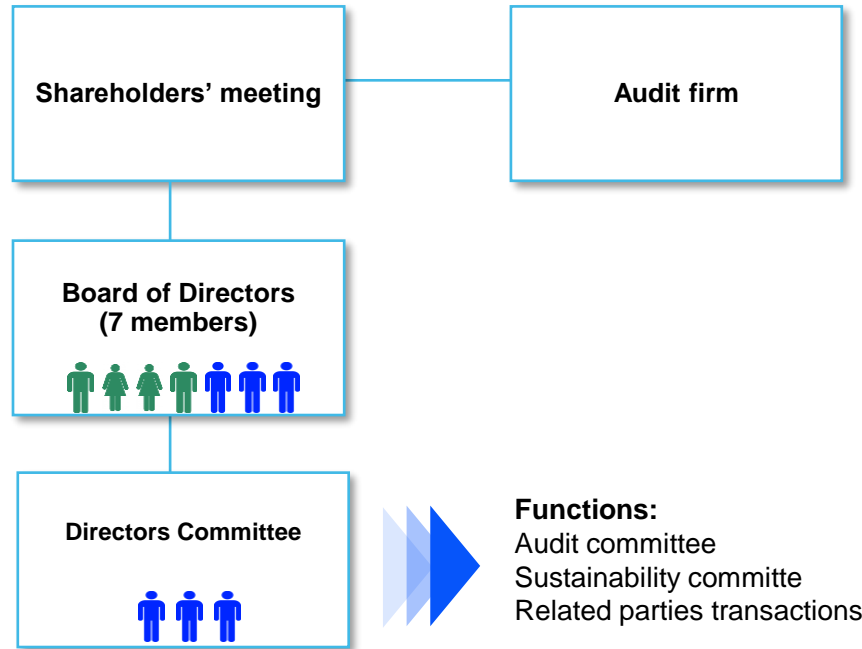 Shareholders’ meeting
Audit firm
Board of Directors
(7 members)
Directors Committee
Functions:
Audit committee
Sustainability committe
Related parties transactions